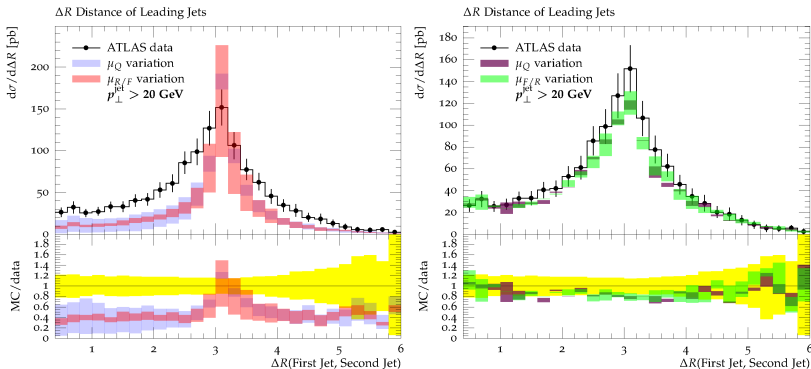 ΔR Distance of Leading Jets
dσ/dΔR [pb]
ATLAS data
μQ variation
μR/F variation
p⊥^jet > 20 GeV
200
150
100
50
0
MC/data
1.8
1.6
1.4
1.2
1
0.8
0.6
0.4
0.2
0
1 2 3 4 5 6
ΔR(First Jet, Second Jet)
ΔR Distance of Leading Jets
dσ/dΔR [pb]
ATLAS data
μQ variation
μF/R variation
p⊥^jet > 20 GeV
180
160
140
120
100
80
60
40
20
0
MC/data
1.8
1.6
1.4
1.2
1
0.8
0.6
0.4
0.2
1 2 3 4 5 6
ΔR(First Jet, Second Jet)